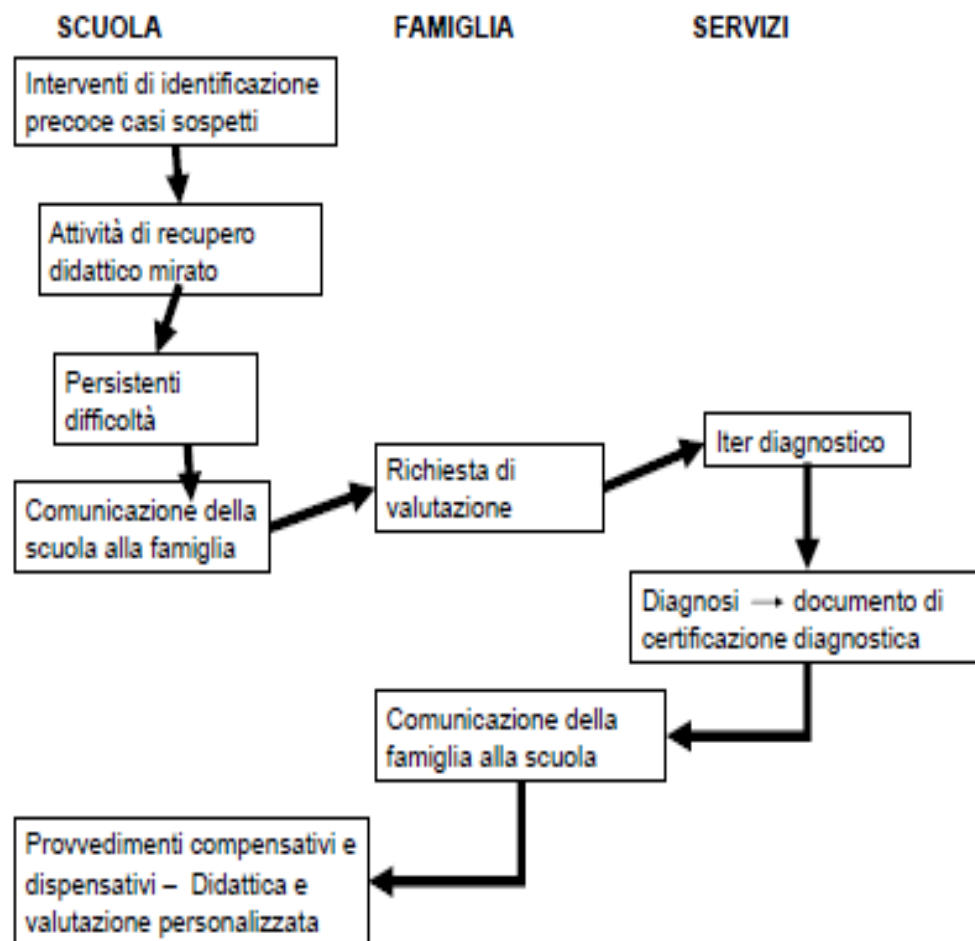 SCUOLA
FAMIGLIA
SERVIZI
Interventi di identificazione
precoce casi sospetti
Attività di recupero
didattico mirato
Persistenti
difficoltà
Comunicazione della
scuola alla famiglia
Richiesta di
valutazione
Iter diagnostico
Diagnosi → documento di
certificazione diagnostica
Comunicazione della
famiglia alla scuola
Provvedimenti compensativi e
dispensativi – Didattica e
valutazione personalizzata